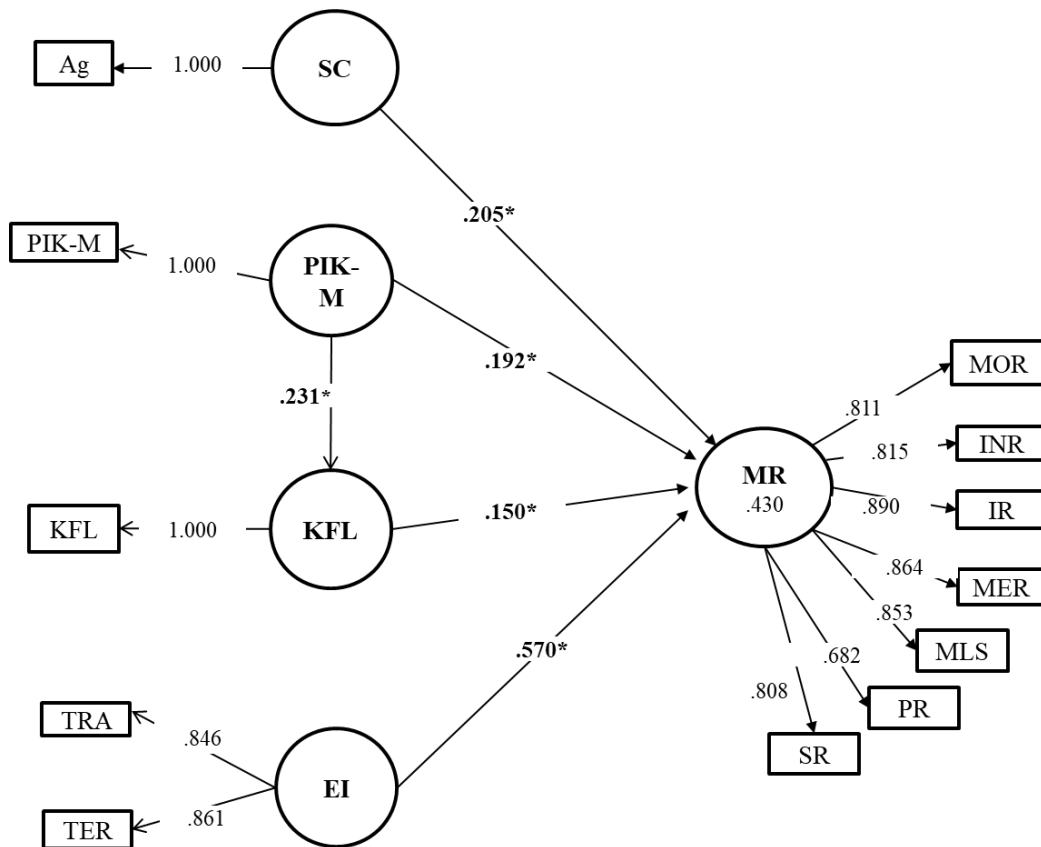 Ag
1.000
SC
.205*
PIK-M
1.000
PIK-
M
.192*
.231*
KFL
1.000
KFL
.150*
MR
.430
.811
MOR
.815
INR
.890
IR
.864
MER
.853
MLS
.682
PR
.808
SR
.570*
TRA
.846
EI
TER
.861